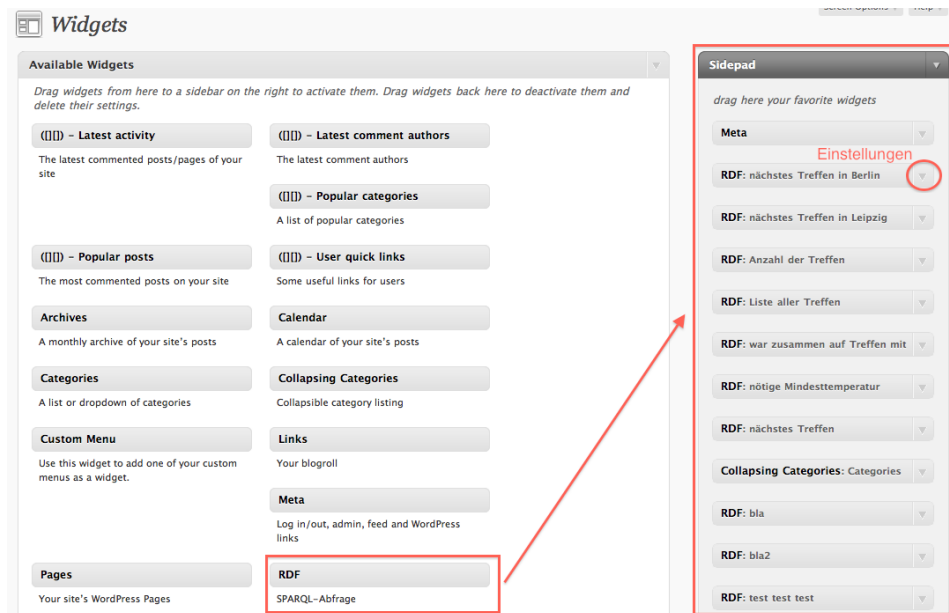 Screen Options
Help
Widgets
Available Widgets
Drag widgets from here to a sidebar on the right to activate them. Drag widgets back here to deactivate them and
delete their settings.
([][]) – Latest activity
The latest commented posts/pages of your
site
([][]) – Latest comment authors
The latest comment authors
([][]) – Popular categories
A list of popular categories
([][]) – Popular posts
The most commented posts on your site
([][]) – User quick links
Some useful links for users
Archives
A monthly archive of your site's posts
Calendar
A calendar of your site's posts
Categories
A list or dropdown of categories
Collapsing Categories
Collapsible category listing
Custom Menu
Use this widget to add one of your custom
menus as a widget.
Links
Your blogroll
Meta
Log in/out, admin, feed and WordPress
links
Pages
Your site's WordPress Pages
RDF
SPARQL-Abfrage
Sidepad
drag here your favorite widgets
Meta
Einstellungen
RDF: nächstes Treffen in Berlin
RDF: nächstes Treffen in Leipzig
RDF: Anzahl der Treffen
RDF: Liste aller Treffen
RDF: war zusammen auf Treffen mit
RDF: nötige Mindesttemperatur
RDF: nächstes Treffen
Collapsing Categories: Categories
RDF: bla
RDF: bla2
RDF: test test test